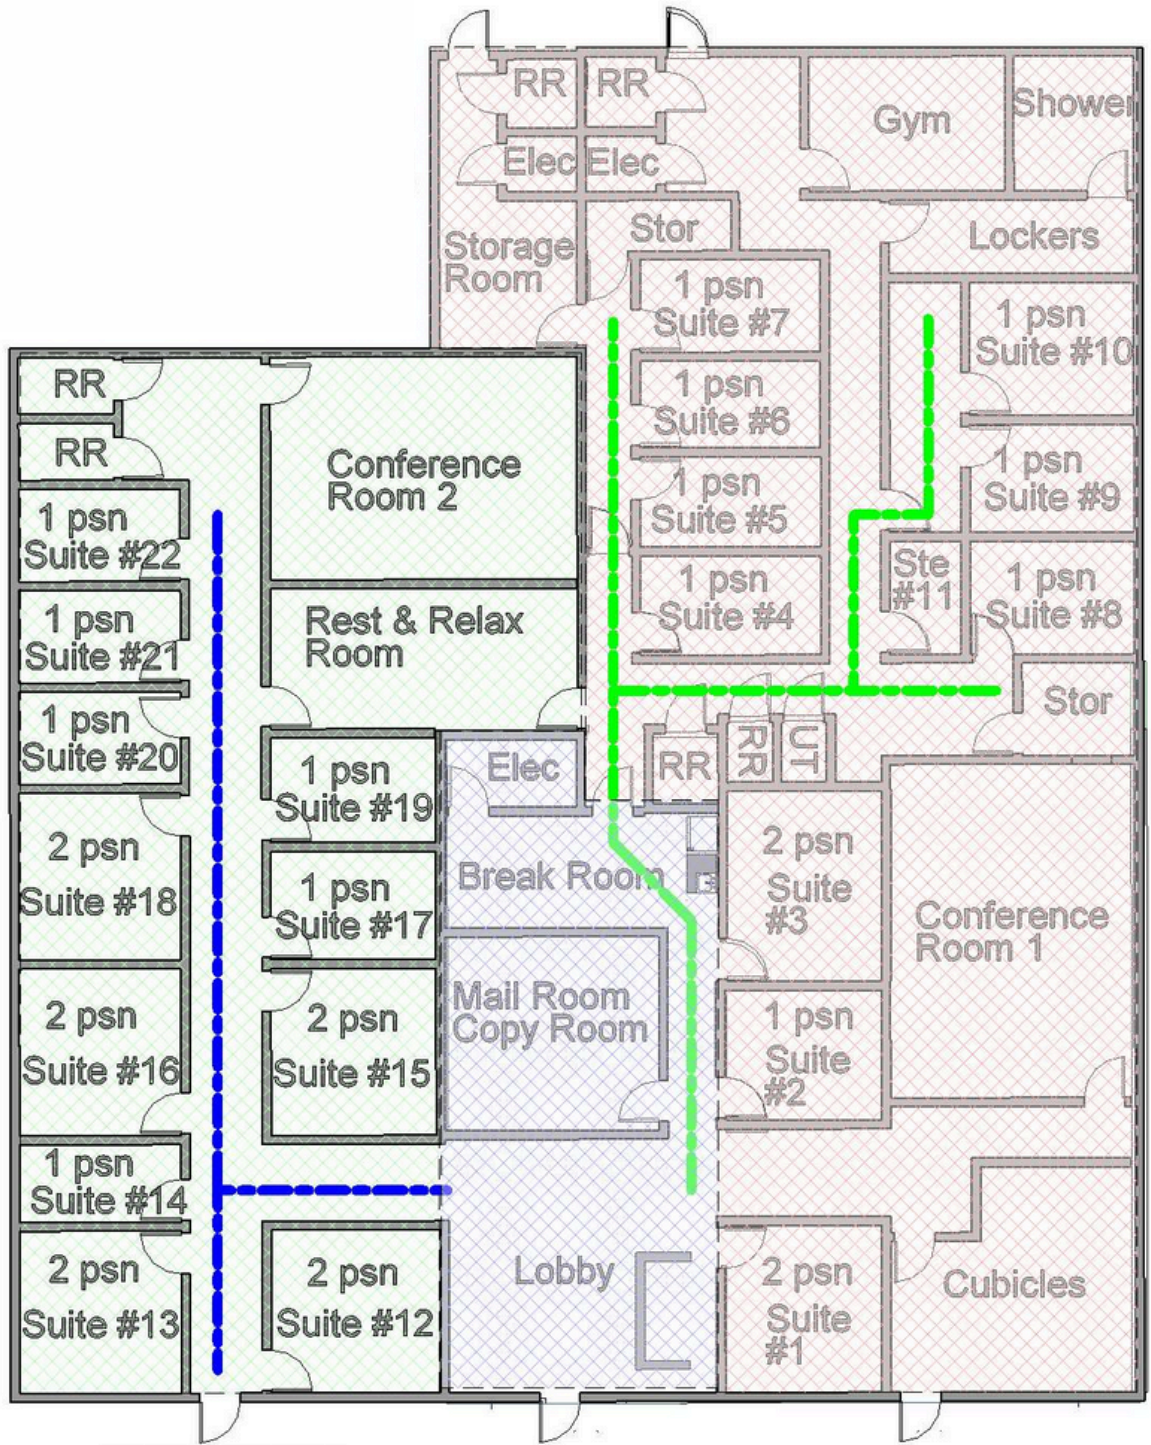 RR
RR
Gym
Shower
Elec
Elec
Stor
Lockers
Storage
Room
1 psn
Suite #7
1 psn
Suite #10
RR
1 psn
Suite #6
RR
Conference
Room 2
1 psn
Suite #9
1 psn
Suite #5
1 psn
Suite #22
Ste
#11
1 psn
Suite #8
1 psn
Suite #4
1 psn
Suite #21
Rest & Relax
Room
Stor
1 psn
Suite #20
1 psn
Suite #19
Elec
RR
RR
UT
2 psn
Suite #18
1 psn
Suite #17
Break Room
2 psn
Suite
#3
Conference
Room 1
2 psn
Suite #16
2 psn
Suite #15
Mail Room
Copy Room
1 psn
Suite
#2
1 psn
Suite #14
2 psn
Suite #13
2 psn
Suite #12
Lobby
2 psn
Suite
#1
Cubicles